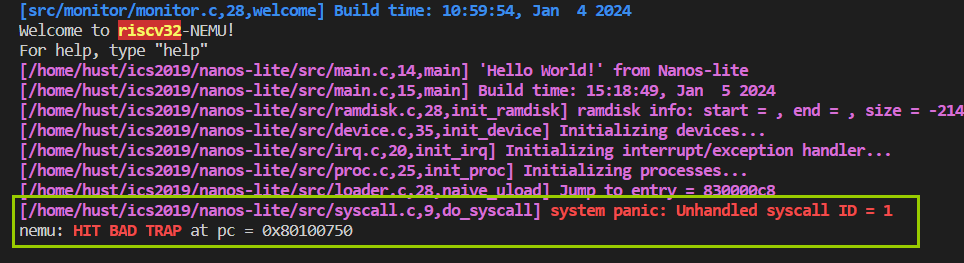 [src/monitor/monitor.c,28,welcome] Build time: 10:59:54, Jan  4 2024
Welcome to riscv32-NEMU!
For help, type "help"
[/home/hust/ics2019/nanos-lite/src/main.c,14,main] 'Hello World!' from Nanos-lite
[/home/hust/ics2019/nanos-lite/src/main.c,15,main] Build time: 15:18:49, Jan  5 2024
[/home/hust/ics2019/nanos-lite/src/ramdisk.c,28,init_ramdisk] ramdisk info: start = , end = , size = -214
[/home/hust/ics2019/nanos-lite/src/device.c,35,init_device] Initializing devices...
[/home/hust/ics2019/nanos-lite/src/irq.c,20,init_irq] Initializing interrupt/exception handler...
[/home/hust/ics2019/nanos-lite/src/proc.c,25,init_proc] Initializing processes...
[/home/hust/ics2019/nanos-lite/src/loader.c,28,naive_uload] Jump to entry = 830000c8
[/home/hust/ics2019/nanos-lite/src/syscall.c,9,do_syscall] system panic: Unhandled syscall ID = 1
nemu: HIT BAD TRAP at pc = 0x80100750